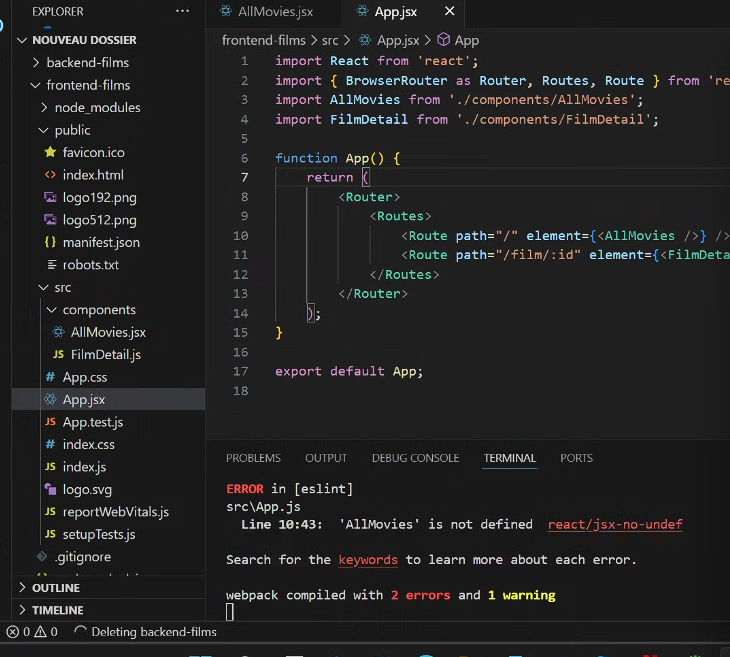 EXPLORER ...
AllMovies.jsx App.jsx
NOUVEAU DOSSIER
backend-films
frontend-films
node_modules
public
favicon.ico
index.html
logo192.png
logo512.png
manifest.json
robots.txt
src
components
AllMovies.jsx
JS FilmDetail.js
# App.css
App.jsx
JS App.test.js
# index.css
JS index.js
logo.svg
JS reportWebVitals.js
JS setupTests.js
.gitignore
OUTLINE
TIMELINE
frontend-films > src > App.jsx > App
1 import React from 'react';
2 import { BrowserRouter as Router, Routes, Route } from 're
3 import AllMovies from './components/AllMovies';
4 import FilmDetail from './components/FilmDetail';
5
6 function App() {
7 return (
8 <Router>
9 <Routes>
10 <Route path="/" element={<AllMovies />} />
11 <Route path="/film/:id" element={<FilmDeta
12 </Routes>
13 </Router>
14 );
15 }
16
17 export default App;
18
PROBLEMS OUTPUT DEBUG CONSOLE TERMINAL PORTS
ERROR in [eslint]
src\App.js
Line 10:43: 'AllMovies' is not defined react/jsx-no-undef
Search for the keywords to learn more about each error.
webpack compiled with 2 errors and 1 warning
0 0 Deleting backend-films